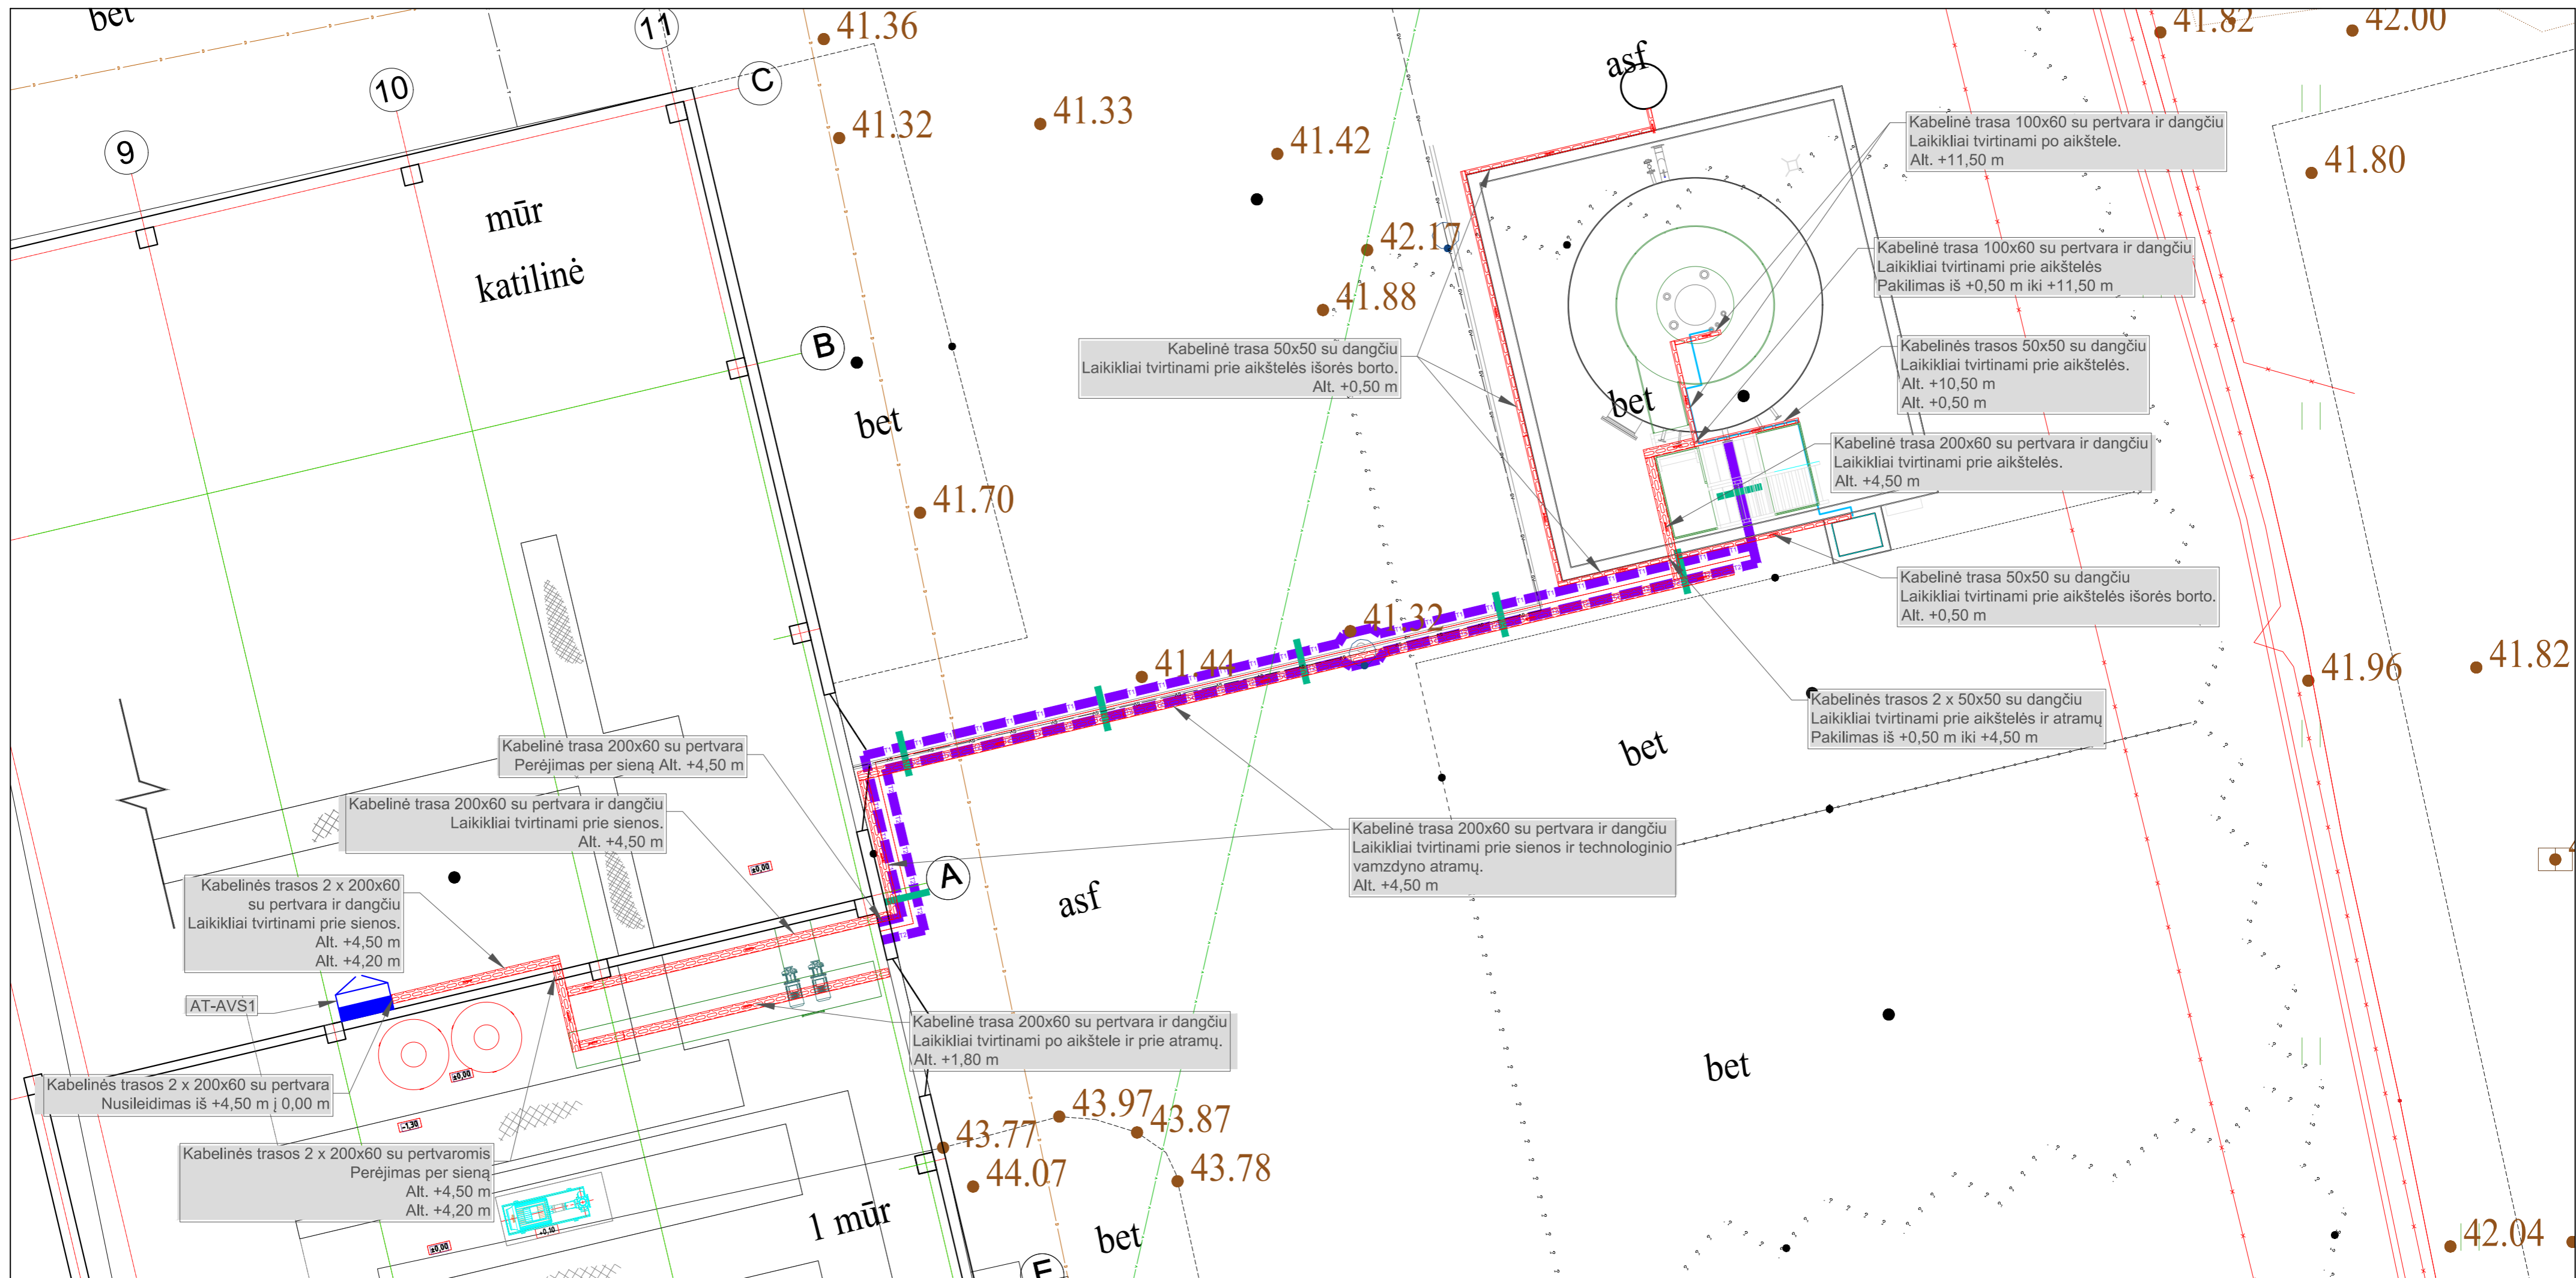 bet
11
10
C
9
B
A
E
mūr
katilinė
bet
asf
bet
bet
asf
bet
bet
1 mūr
41.36
41.32
41.33
41.42
42.17
41.88
41.70
41.44
41.32
41.82
42.00
41.80
41.96
41.82
42.04
43.97
43.77
43.87
44.07
43.78
Kabelinė trasa 100x60 su pertvara ir dangčiu
Laikikliai tvirtinami po aikštele.
Alt. +11,50 m
Kabelinė trasa 100x60 su pertvara ir dangčiu
Laikikliai tvirtinami prie aikštelės
Pakilimas iš +0,50 m iki +11,50 m
Kabelinė trasa 50x50 su dangčiu
Laikikliai tvirtinami prie aikštelės išorės borto.
Alt. +0,50 m
Kabelinės trasos 50x50 su dangčiu
Laikikliai tvirtinami prie aikštelės.
Alt. +10,50 m
Alt. +0,50 m
Kabelinė trasa 200x60 su pertvara ir dangčiu
Laikikliai tvirtinami prie aikštelės.
Alt. +4,50 m
Kabelinė trasa 50x50 su dangčiu
Laikikliai tvirtinami prie aikštelės išorės borto.
Alt. +0,50 m
Kabelinės trasos 2 x 50x50 su dangčiu
Laikikliai tvirtinami prie aikštelės ir atramų
Pakilimas iš +0,50 m iki +4,50 m
Kabelinė trasa 200x60 su pertvara
Perėjimas per sieną Alt. +4,50 m
Kabelinė trasa 200x60 su pertvara ir dangčiu
Laikikliai tvirtinami prie sienos.
Alt. +4,50 m
Kabelinė trasa 200x60 su pertvara ir dangčiu
Laikikliai tvirtinami prie sienos ir technologinio
vamzdyno atramų.
Alt. +4,50 m
Kabelinės trasos 2 x 200x60
su pertvara ir dangčiu
Laikikliai tvirtinami prie sienos.
Alt. +4,50 m
Alt. +4,20 m
AT-AVS1
Kabelinė trasa 200x60 su pertvara ir dangčiu
Laikikliai tvirtinami po aikštele ir prie atramų.
Alt. +1,80 m
Kabelinės trasos 2 x 200x60 su pertvara
Nusileidimas iš +4,50 m į 0,00 m
Kabelinės trasos 2 x 200x60 su pertvaromis
Perėjimas per sieną
Alt. +4,50 m
Alt. +4,20 m
±0,00
±0,00
-1,30
±0,00
+0,10